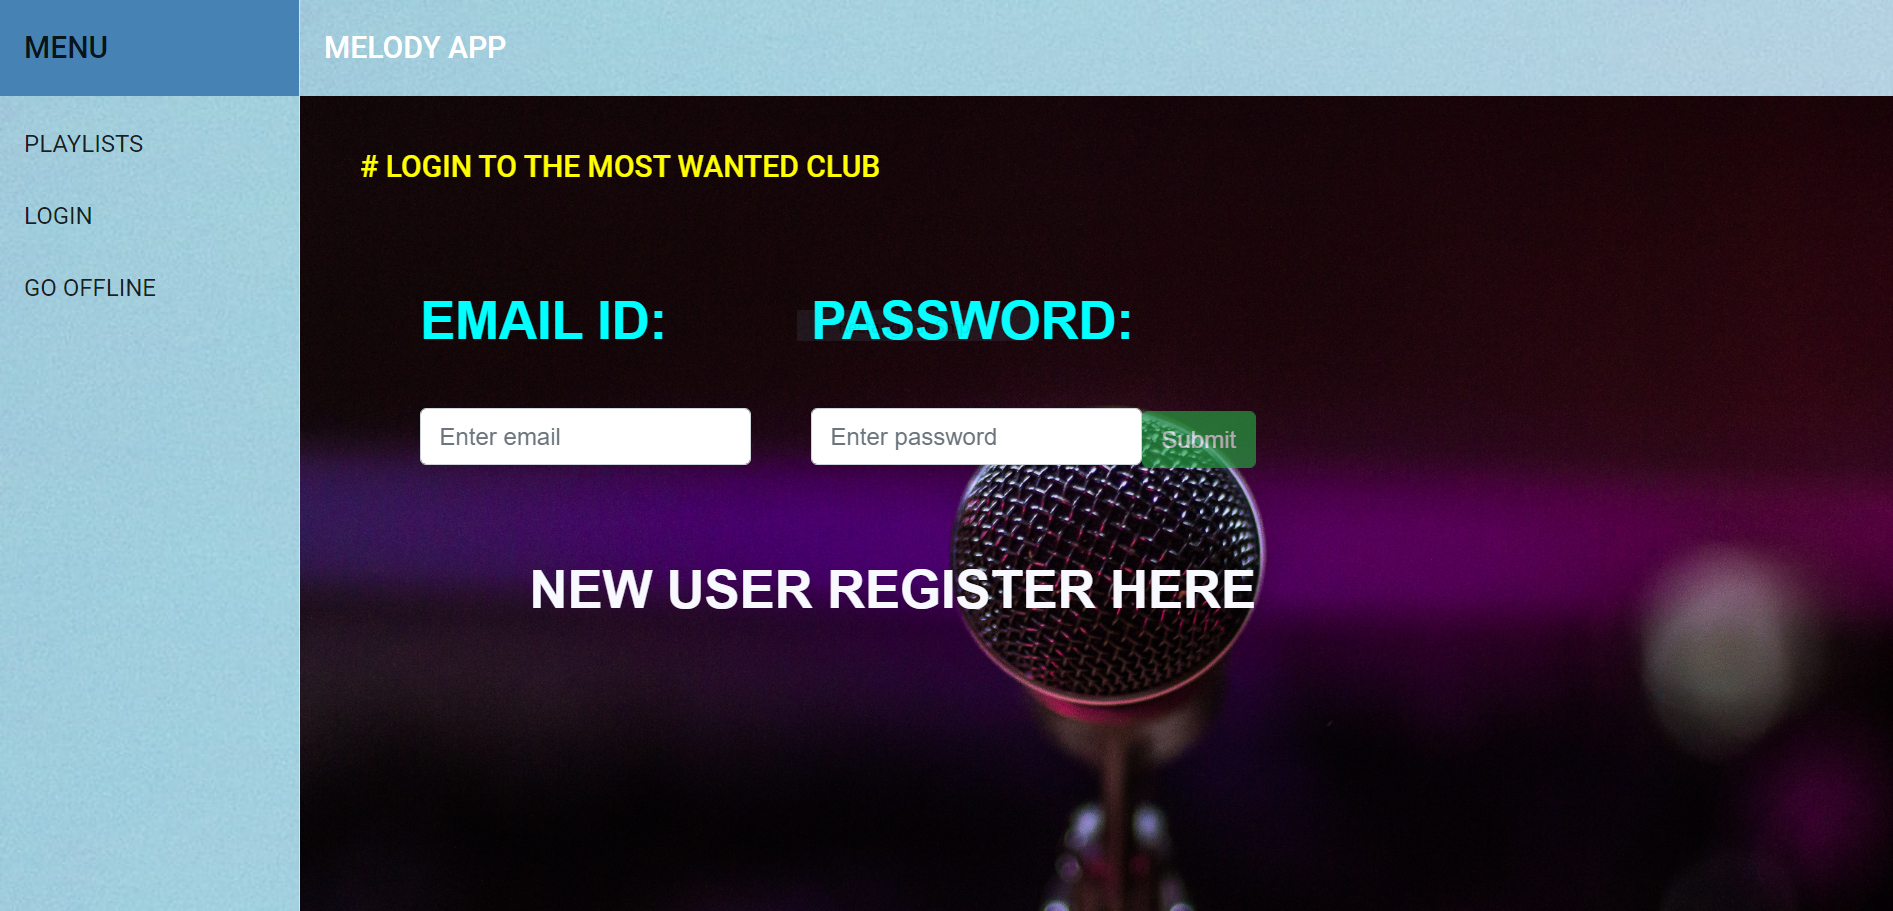 MENU
MELODY APP
PLAYLISTS
LOGIN
GO OFFLINE
# LOGIN TO THE MOST WANTED CLUB
EMAIL ID:
PASSWORD:
Enter email
Enter password
Submit
NEW USER REGISTER HERE